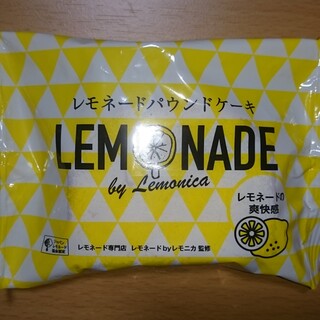 レモネードパウンドケーキ
LEMONADE
by Lemonica
レモネードの
爽快感
レモネード専門店 レモネードbyレモニカ 監修